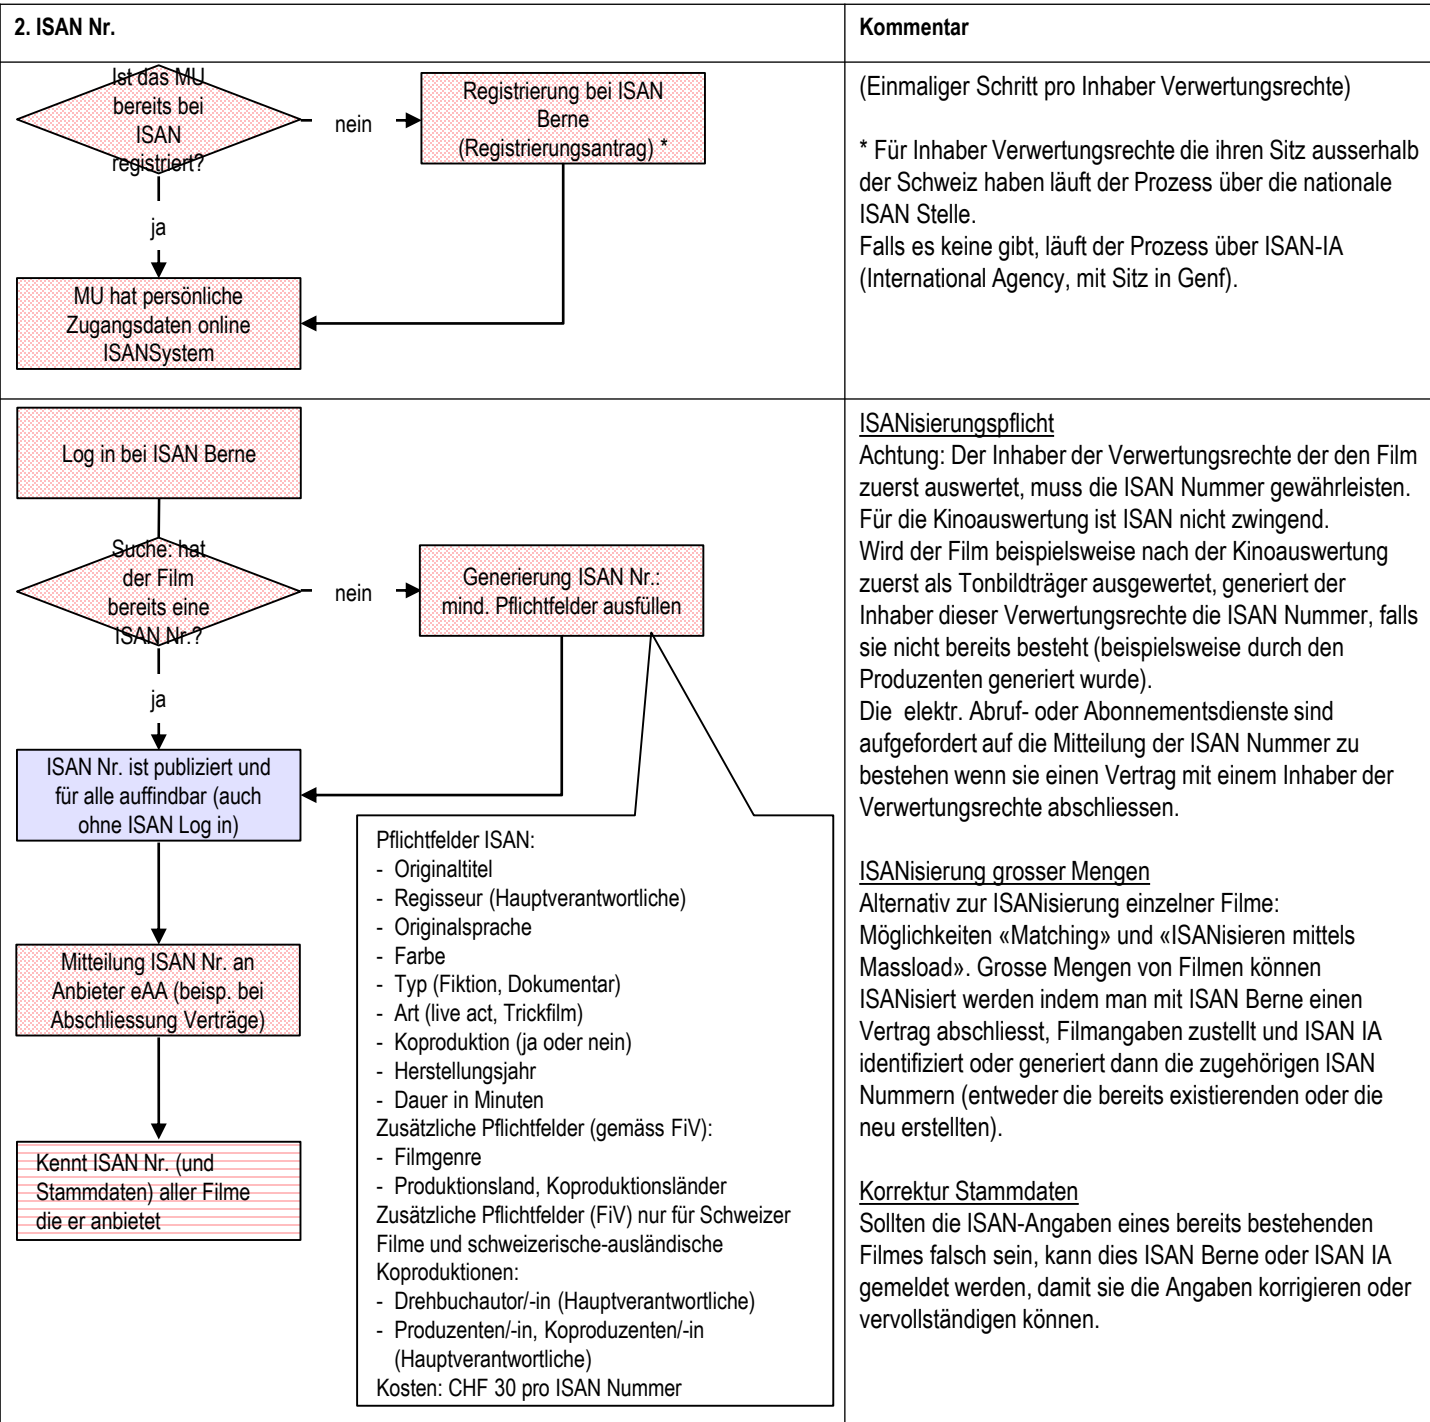 2. ISAN Nr.
Kommentar
Ist das MU
bereits bei
ISAN
registriert?
nein
Registrierung bei ISAN
Berne
(Registrierungsantrag) *
ja
MU hat persönliche
Zugangsdaten online
ISANSystem
(Einmaliger Schritt pro Inhaber Verwertungsrechte)
* Für Inhaber Verwertungsrechte die ihren Sitz ausserhalb
der Schweiz haben läuft der Prozess über die nationale
ISAN Stelle.
Falls es keine gibt, läuft der Prozess über ISAN-IA
(International Agency, mit Sitz in Genf).
Log in bei ISAN Berne
Suche: hat
der Film
bereits eine
ISAN Nr.?
nein
Generierung ISAN Nr.:
mind. Pflichtfelder ausfüllen
ja
ISAN Nr. ist publiziert und
für alle auffindbar (auch
ohne ISAN Log in)
Mitteilung ISAN Nr. an
Anbieter eAA (beisp. bei
Abschliessung Verträge)
Kennt ISAN Nr. (und
Stammdaten) aller Filme
die er anbietet
Pflichtfelder ISAN:
- Originaltitel
- Regisseur (Hauptverantwortliche)
- Originalsprache
- Farbe
- Typ (Fiktion, Dokumentar)
- Art (live act, Trickfilm)
- Koproduktion (ja oder nein)
- Herstellungsjahr
- Dauer in Minuten
Zusätzliche Pflichtfelder (gemäss FiV):
- Filmgenre
- Produktionsland, Koproduktionsländer
Zusätzliche Pflichtfelder (FiV) nur für Schweizer
Filme und schweizerische-ausländische
Koproduktionen:
- Drehbuchautor/-in (Hauptverantwortliche)
- Produzenten/-in, Koproduzenten/-in
(Hauptverantwortliche)
Kosten: CHF 30 pro ISAN Nummer
ISANisierungspflicht
Achtung: Der Inhaber der Verwertungsrechte der den Film
zuerst auswertet, muss die ISAN Nummer gewährleisten.
Für die Kinoauswertung ist ISAN nicht zwingend.
Wird der Film beispielsweise nach der Kinoauswertung
zuerst als Tonbildträger ausgewertet, generiert der
Inhaber dieser Verwertungsrechte die ISAN Nummer, falls
sie nicht bereits besteht (beispielsweise durch den
Produzenten generiert wurde).
Die elektr. Abruf- oder Abonnementsdienste sind
aufgefordert auf die Mitteilung der ISAN Nummer zu
bestehen wenn sie einen Vertrag mit einem Inhaber der
Verwertungsrechte abschliessen.
ISANisierung grosser Mengen
Alternativ zur ISANisierung einzelner Filme:
Möglichkeiten «Matching» und «ISANisieren mittels
Massload». Grosse Mengen von Filmen können
ISANisiert werden indem man mit ISAN Berne einen
Vertrag abschliesst, Filmangaben zustellt und ISAN IA
identifiziert oder generiert dann die zugehörigen ISAN
Nummern (entweder die bereits existierenden oder die
neu erstellten).
Korrektur Stammdaten
Sollten die ISAN-Angaben eines bereits bestehenden
Filmes falsch sein, kann dies ISAN Berne oder ISAN IA
gemeldet werden, damit sie die Angaben korrigieren oder
vervollständigen können.